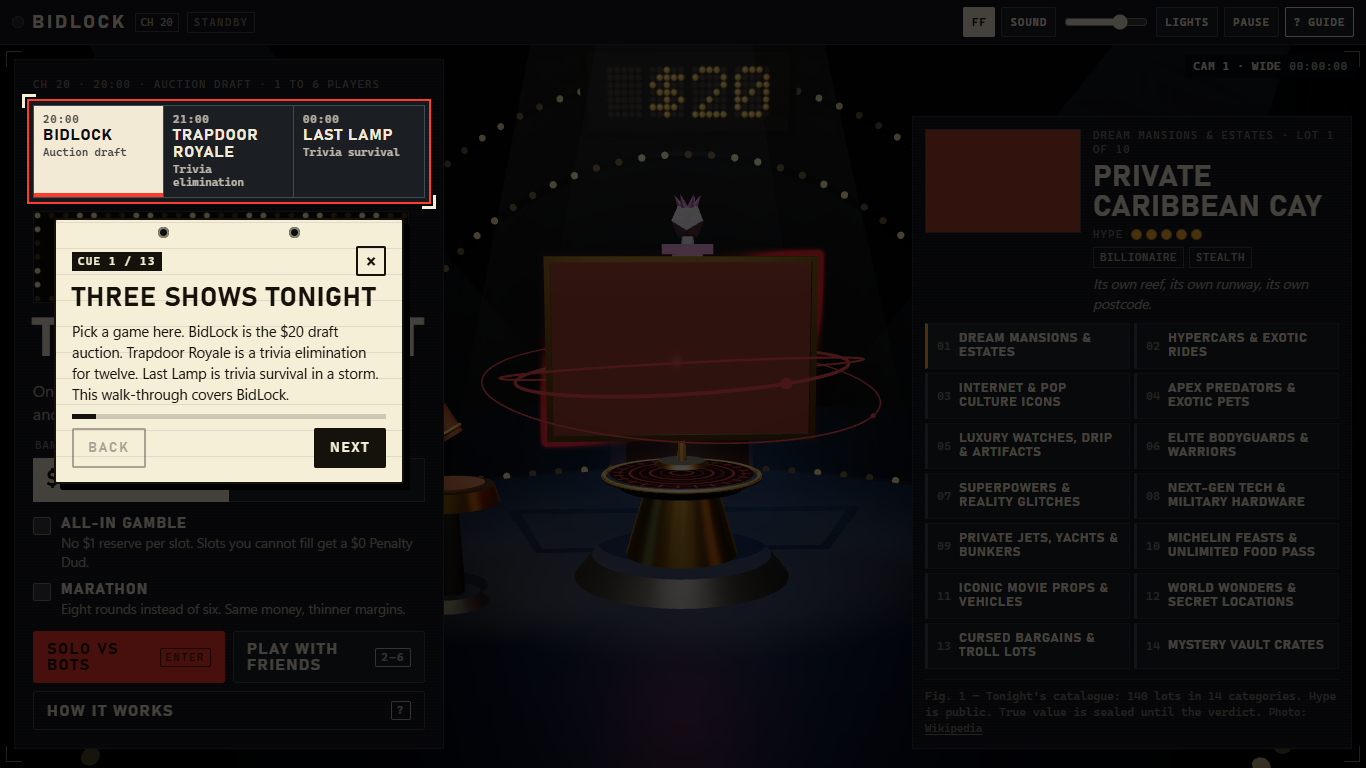 BIDLOCK CH 20 STANDBY
FF SOUND LIGHTS PAUSE ? GUIDE
CH 20 · 20:00 · AUCTION DRAFT · 1 TO 6 PLAYERS
20:00
BIDLOCK
Auction draft
21:00
TRAPDOOR
ROYALE
Trivia
elimination
00:00
LAST LAMP
Trivia survival
CUE 1 / 13
×
THREE SHOWS TONIGHT
Pick a game here. BidLock is the $20 draft
auction. Trapdoor Royale is a trivia elimination
for twelve. Last Lamp is trivia survival in a storm.
This walk-through covers BidLock.
BACK
NEXT
ALL-IN GAMBLE
No $1 reserve per slot. Slots you cannot fill get a $0 Penalty
Dud.
MARATHON
Eight rounds instead of six. Same money, thinner margins.
SOLO VS
BOTS
ENTER
PLAY WITH
FRIENDS
2–6
HOW IT WORKS
?
$20
CAM 1 · WIDE 00:00:00
DREAM MANSIONS & ESTATES · LOT 1
OF 10
PRIVATE
CARIBBEAN CAY
HYPE
BILLIONAIRE
STEALTH
Its own reef, its own runway, its own
postcode.
01 DREAM MANSIONS &
ESTATES
02 HYPERCARS & EXOTIC
RIDES
03 INTERNET & POP
CULTURE ICONS
04 APEX PREDATORS &
EXOTIC PETS
05 LUXURY WATCHES, DRIP
& ARTIFACTS
06 ELITE BODYGUARDS &
WARRIORS
07 SUPERPOWERS &
REALITY GLITCHES
08 NEXT-GEN TECH &
MILITARY HARDWARE
09 PRIVATE JETS, YACHTS &
BUNKERS
10 MICHELIN FEASTS &
UNLIMITED FOOD PASS
11 ICONIC MOVIE PROPS &
VEHICLES
12 WORLD WONDERS &
SECRET LOCATIONS
13 CURSED BARGAINS &
TROLL LOTS
14 MYSTERY VAULT CRATES
Fig. 1 — Tonight's catalogue: 140 lots in 14 categories. Hype
is public. True value is sealed until the verdict. Photo:
Wikipedia